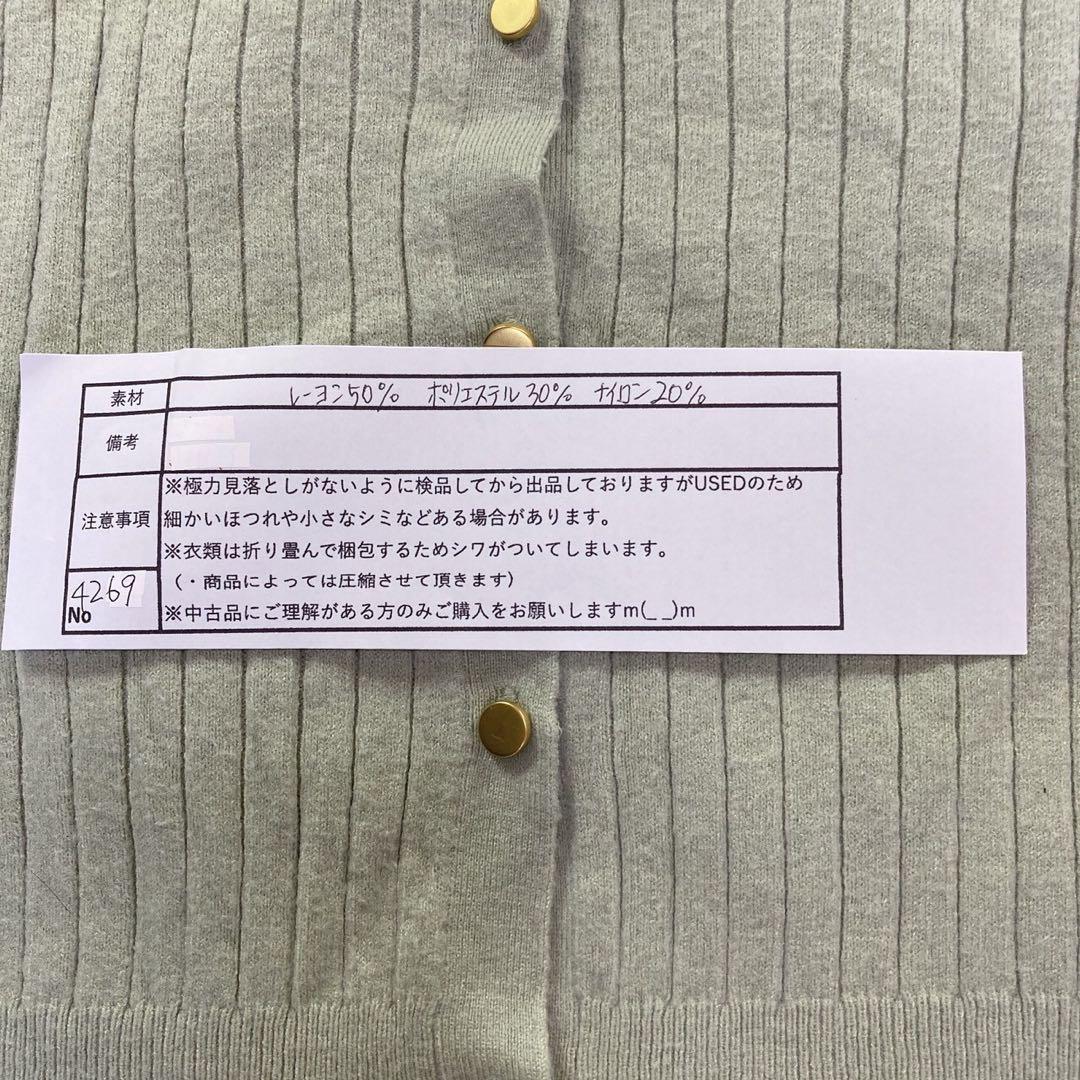 素材 レーヨン50% ポリエステル30% ナイロン20%
備考
注意事項
※極力見落としがないように検品してから出品しておりますがUSEDのため
細かいほつれや小さなシミなどある場合があります。
※衣類は折り畳んで梱包するためシワがついてしまいます。
(・商品によっては圧縮させて頂きます)
※中古品にご理解がある方のみご購入をお願いしますm(_ _)m
4269
No